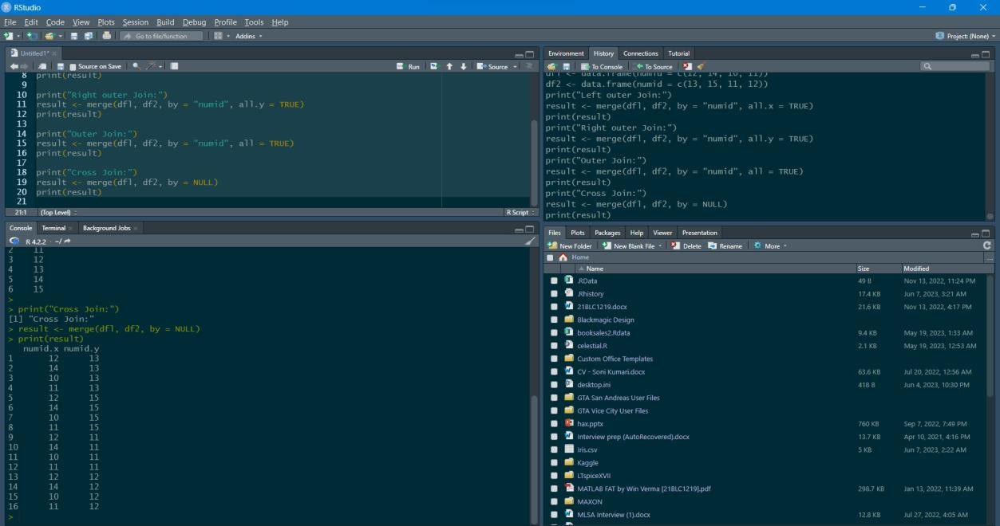 RStudio
File Edit Code View Plots Session Build Debug Profile Tools Help
Go to file/function Addins Project: (None)
Untitled1*
Source on Save Run Source
8 print(result)
9
10 print("Right outer Join:")
11 result <- merge(df1, df2, by = "numid", all.y = TRUE)
12 print(result)
13
14 print("Outer Join:")
15 result <- merge(df1, df2, by = "numid", all = TRUE)
16 print(result)
17
18 print("Cross Join:")
19 result <- merge(df1, df2, by = NULL)
20 print(result)
21
21:1 (Top Level) R Script
Console Terminal Background Jobs
R 4.2.2 · ~/
2 11
3 12
4 13
5 14
6 15
>
> print("Cross Join:")
[1] "Cross Join:"
> result <- merge(df1, df2, by = NULL)
> print(result)
numid.x numid.y
1 12 13
2 14 13
3 10 13
4 11 13
5 12 15
6 14 15
7 10 15
8 11 15
9 12 11
10 14 11
11 10 11
12 11 11
13 12 12
14 14 12
15 10 12
16 11 12
>
Environment History Connections Tutorial
To Console To Source
df1 <- data.frame(numid = c(12, 14, 10, 11))
df2 <- data.frame(numid = c(13, 15, 11, 12))
print("Left outer Join:")
result <- merge(df1, df2, by = "numid", all.x = TRUE)
print(result)
print("Right outer Join:")
result <- merge(df1, df2, by = "numid", all.y = TRUE)
print(result)
print("Outer Join:")
result <- merge(df1, df2, by = "numid", all = TRUE)
print(result)
print("Cross Join:")
result <- merge(df1, df2, by = NULL)
print(result)
Files Plots Packages Help Viewer Presentation
New Folder New Blank File Delete Rename More
Home ...
Name Size Modified
.RData 49 B Nov 13, 2022, 11:24 PM
.Rhistory 17.4 KB Jun 7, 2023, 3:21 AM
21BLC1219.docx 21.6 KB Nov 13, 2022, 4:17 PM
Blackmagic Design
booksales2.Rdata 9.4 KB May 19, 2023, 1:33 AM
celestial.R 2.1 KB May 19, 2023, 12:53 AM
Custom Office Templates
CV - Soni Kumari.docx 63.6 KB Jul 20, 2022, 12:56 AM
desktop.ini 418 B Jun 4, 2023, 10:30 PM
GTA San Andreas User Files
GTA Vice City User Files
hax.pptx 760 KB Sep 7, 2022, 7:49 PM
Interview prep (AutoRecovered).docx 13.7 KB Apr 10, 2021, 4:16 PM
Iris.csv 5 KB Jun 7, 2023, 2:22 AM
Kaggle
LTspiceXVII
MATLAB FAT by Win Verma [21BLC1219].pdf 298.7 KB Jan 13, 2022, 11:39 AM
MAXON
MLSA Interview (1).docx 12.8 KB Jul 27, 2022, 4:05 AM